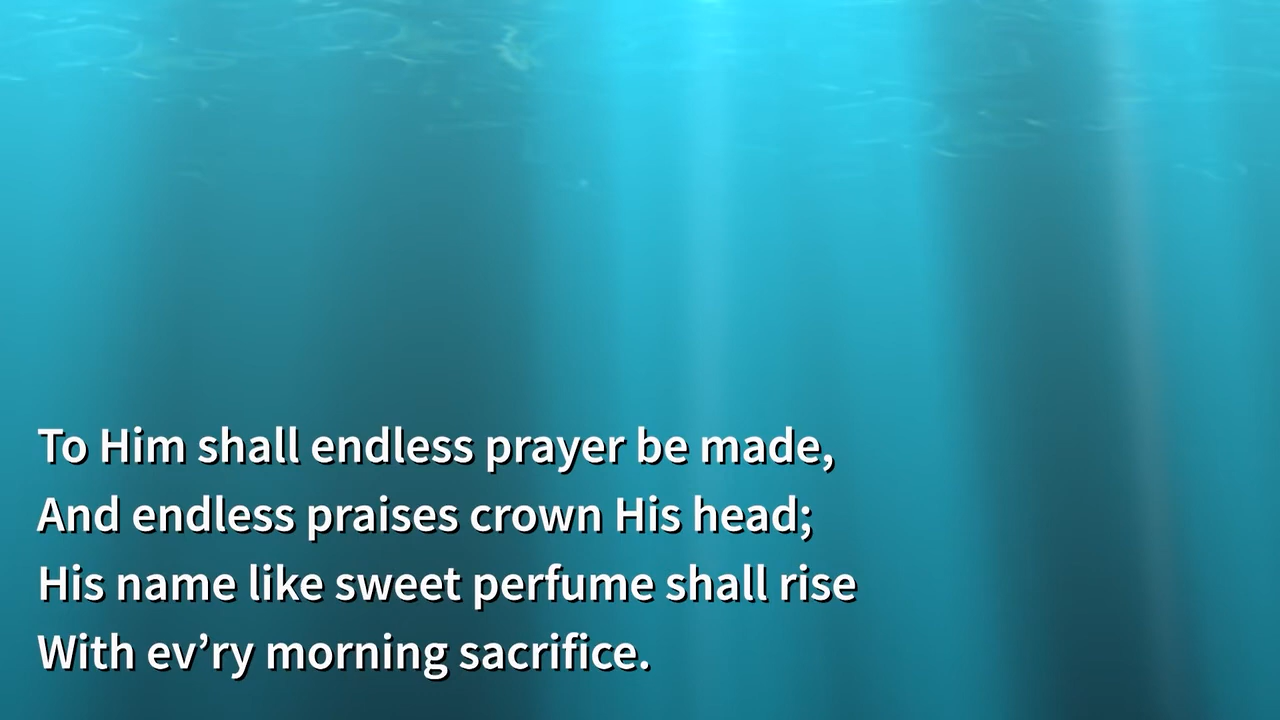 To Him shall endless prayer be made,
And endless praises crown His head;
His name like sweet perfume shall rise
With ev’ry morning sacrifice.